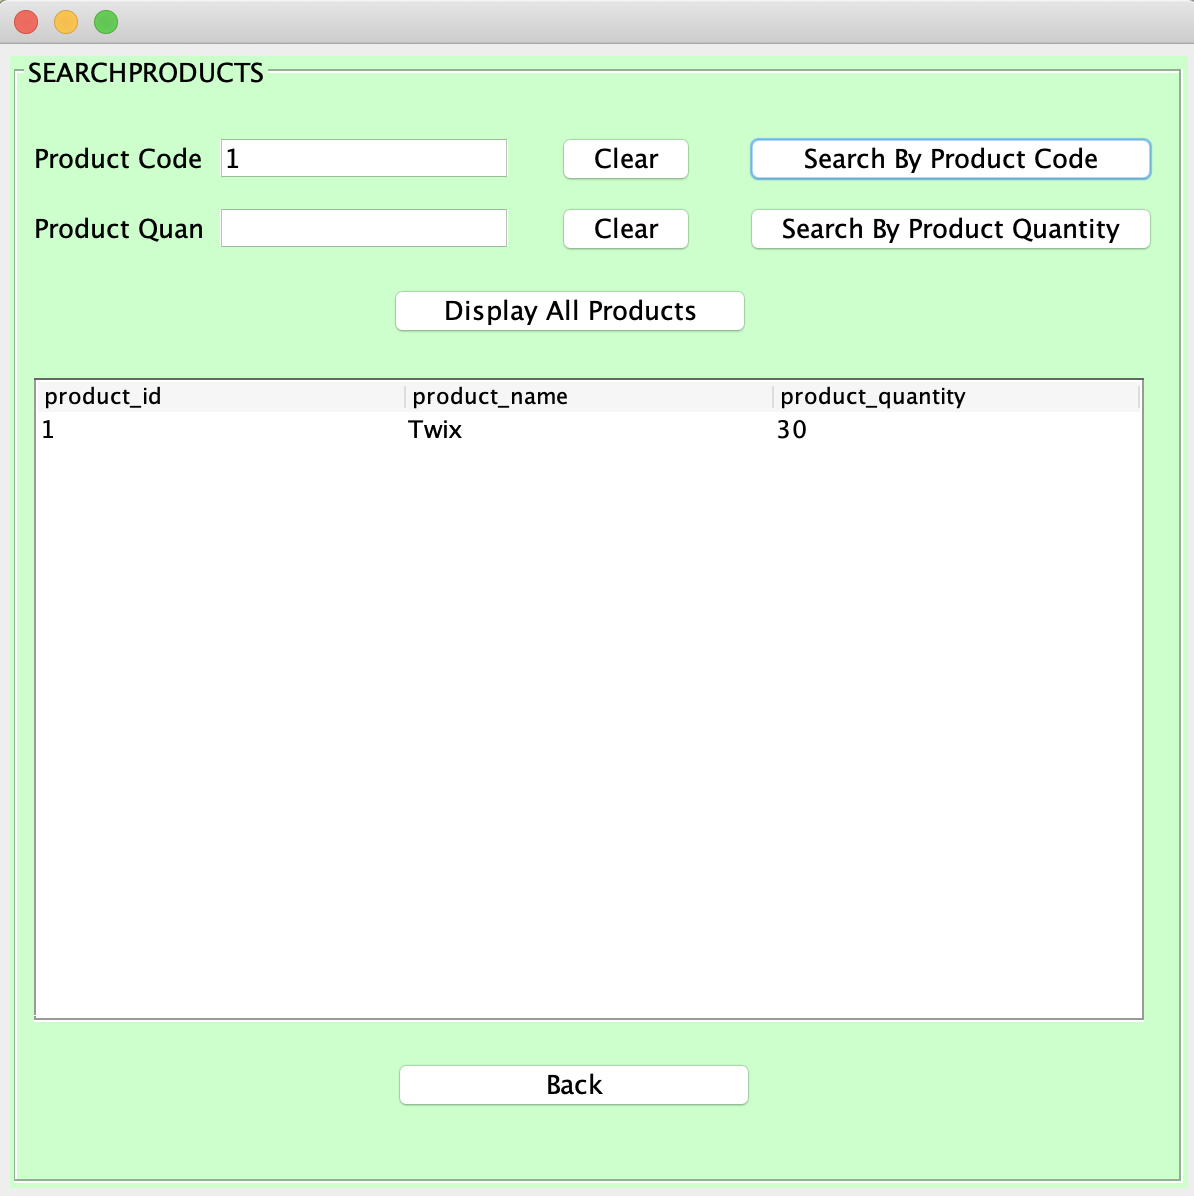 SEARCHPRODUCTS
Product Code 1 Clear Search By Product Code
Product Quan Clear Search By Product Quantity
Display All Products
product_id product_name product_quantity
1 Twix 30
Back